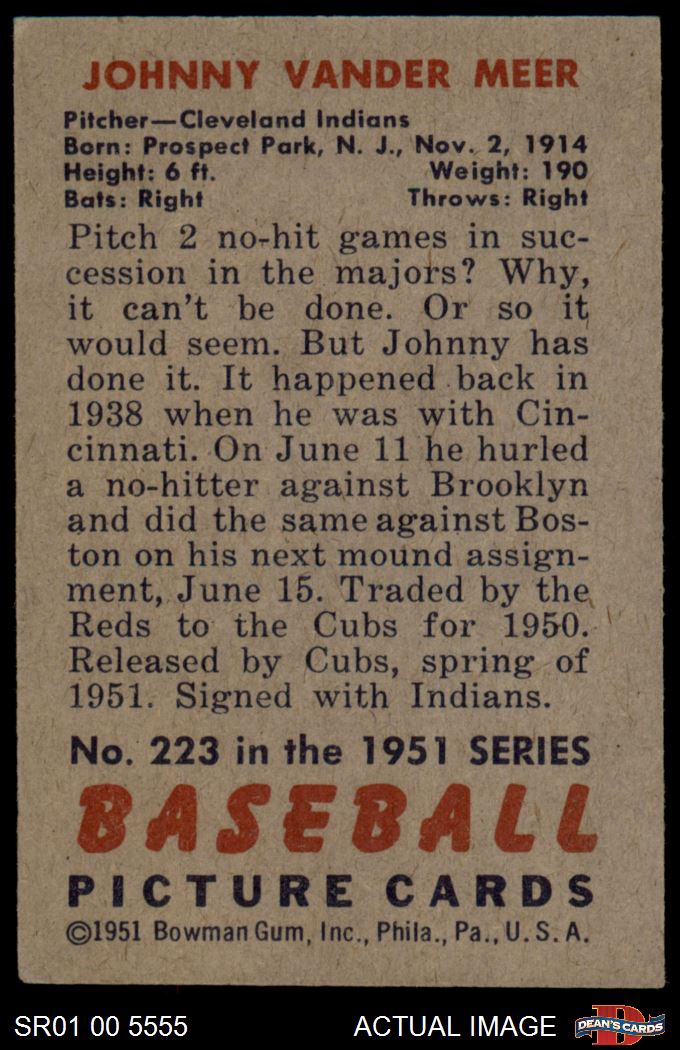 JOHNNY VANDER MEER
Pitcher—Cleveland Indians
Born: Prospect Park, N. J., Nov. 2, 1914
Height: 6 ft. Weight: 190
Bats: Right Throws: Right
Pitch 2 no-hit games in suc-
cession in the majors? Why,
it can't be done. Or so it
would seem. But Johnny has
done it. It happened back in
1938 when he was with Cin-
cinnati. On June 11 he hurled
a no-hitter against Brooklyn
and did the same against Bos-
ton on his next mound assign-
ment, June 15. Traded by the
Reds to the Cubs for 1950.
Released by Cubs, spring of
1951. Signed with Indians.
No. 223 in the 1951 SERIES
BASEBALL
PICTURE CARDS
©1951 Bowman Gum, Inc., Phila., Pa., U. S. A.
SR01 00 5555 ACTUAL IMAGE D DEAN'S CARDS